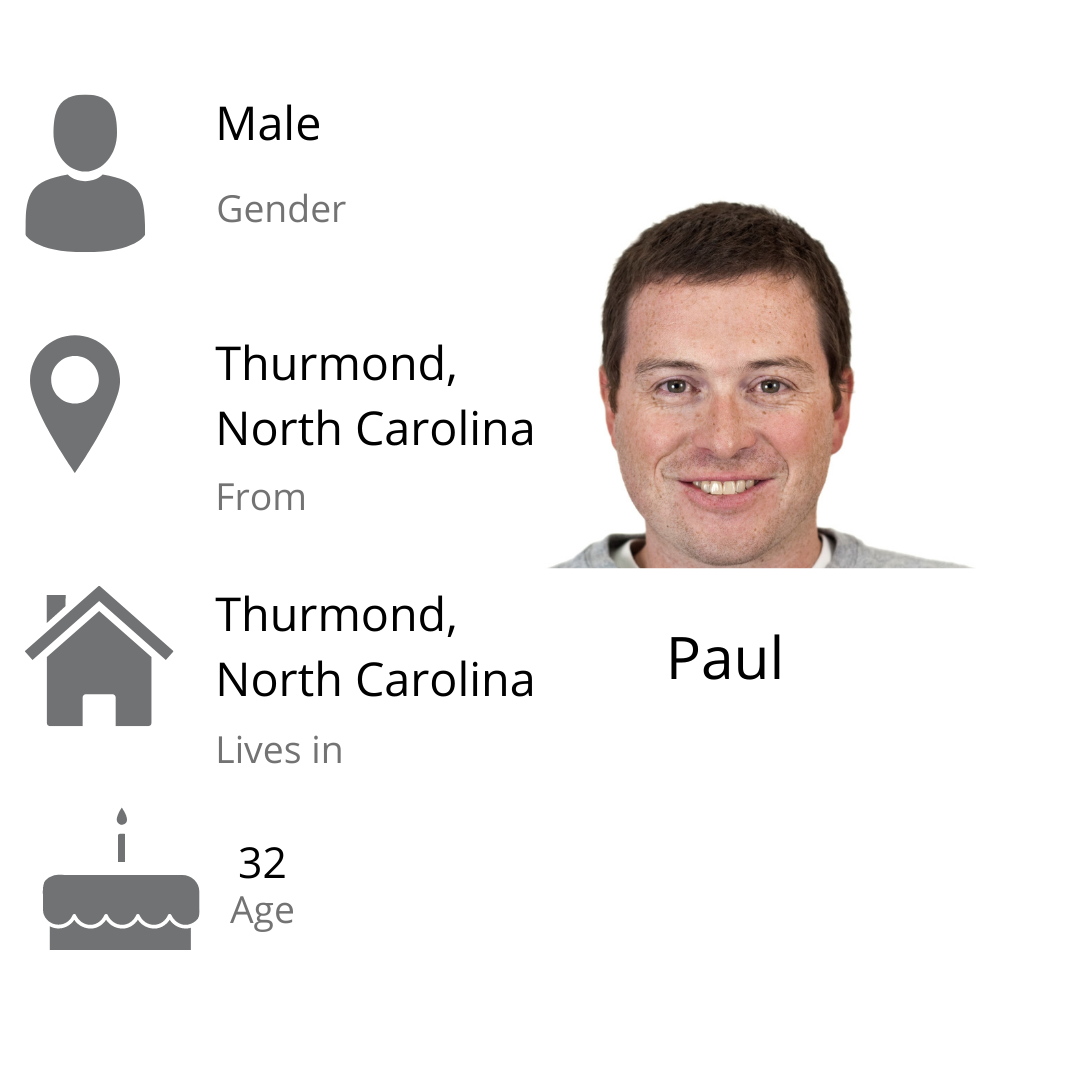 Male
Gender
Thurmond,
North Carolina
From
Thurmond,
North Carolina
Lives in
32
Age
Paul